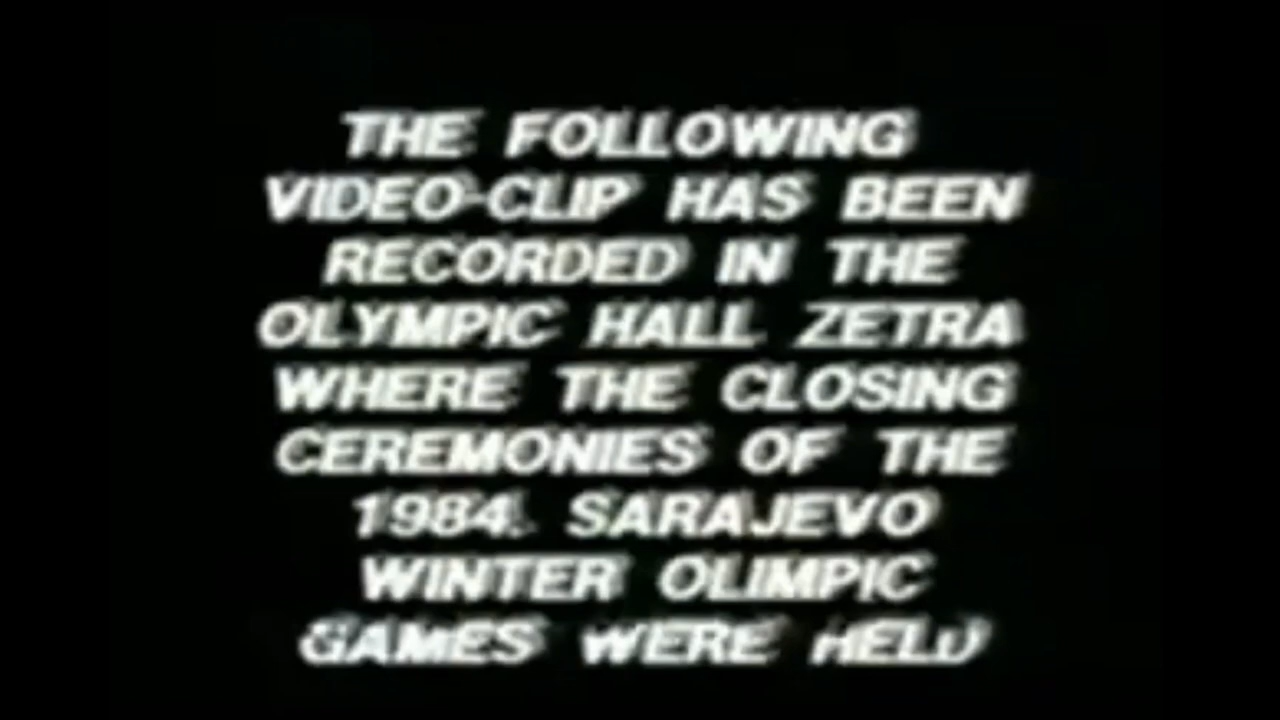 THE FOLLOWING
VIDEO-CLIP HAS BEEN
RECORDED IN THE
OLYMPIC HALL ZETRA
WHERE THE CLOSING
CEREMONIES OF THE
1984. SARAJEVO
WINTER OLIMPIC
GAMES WERE HELD